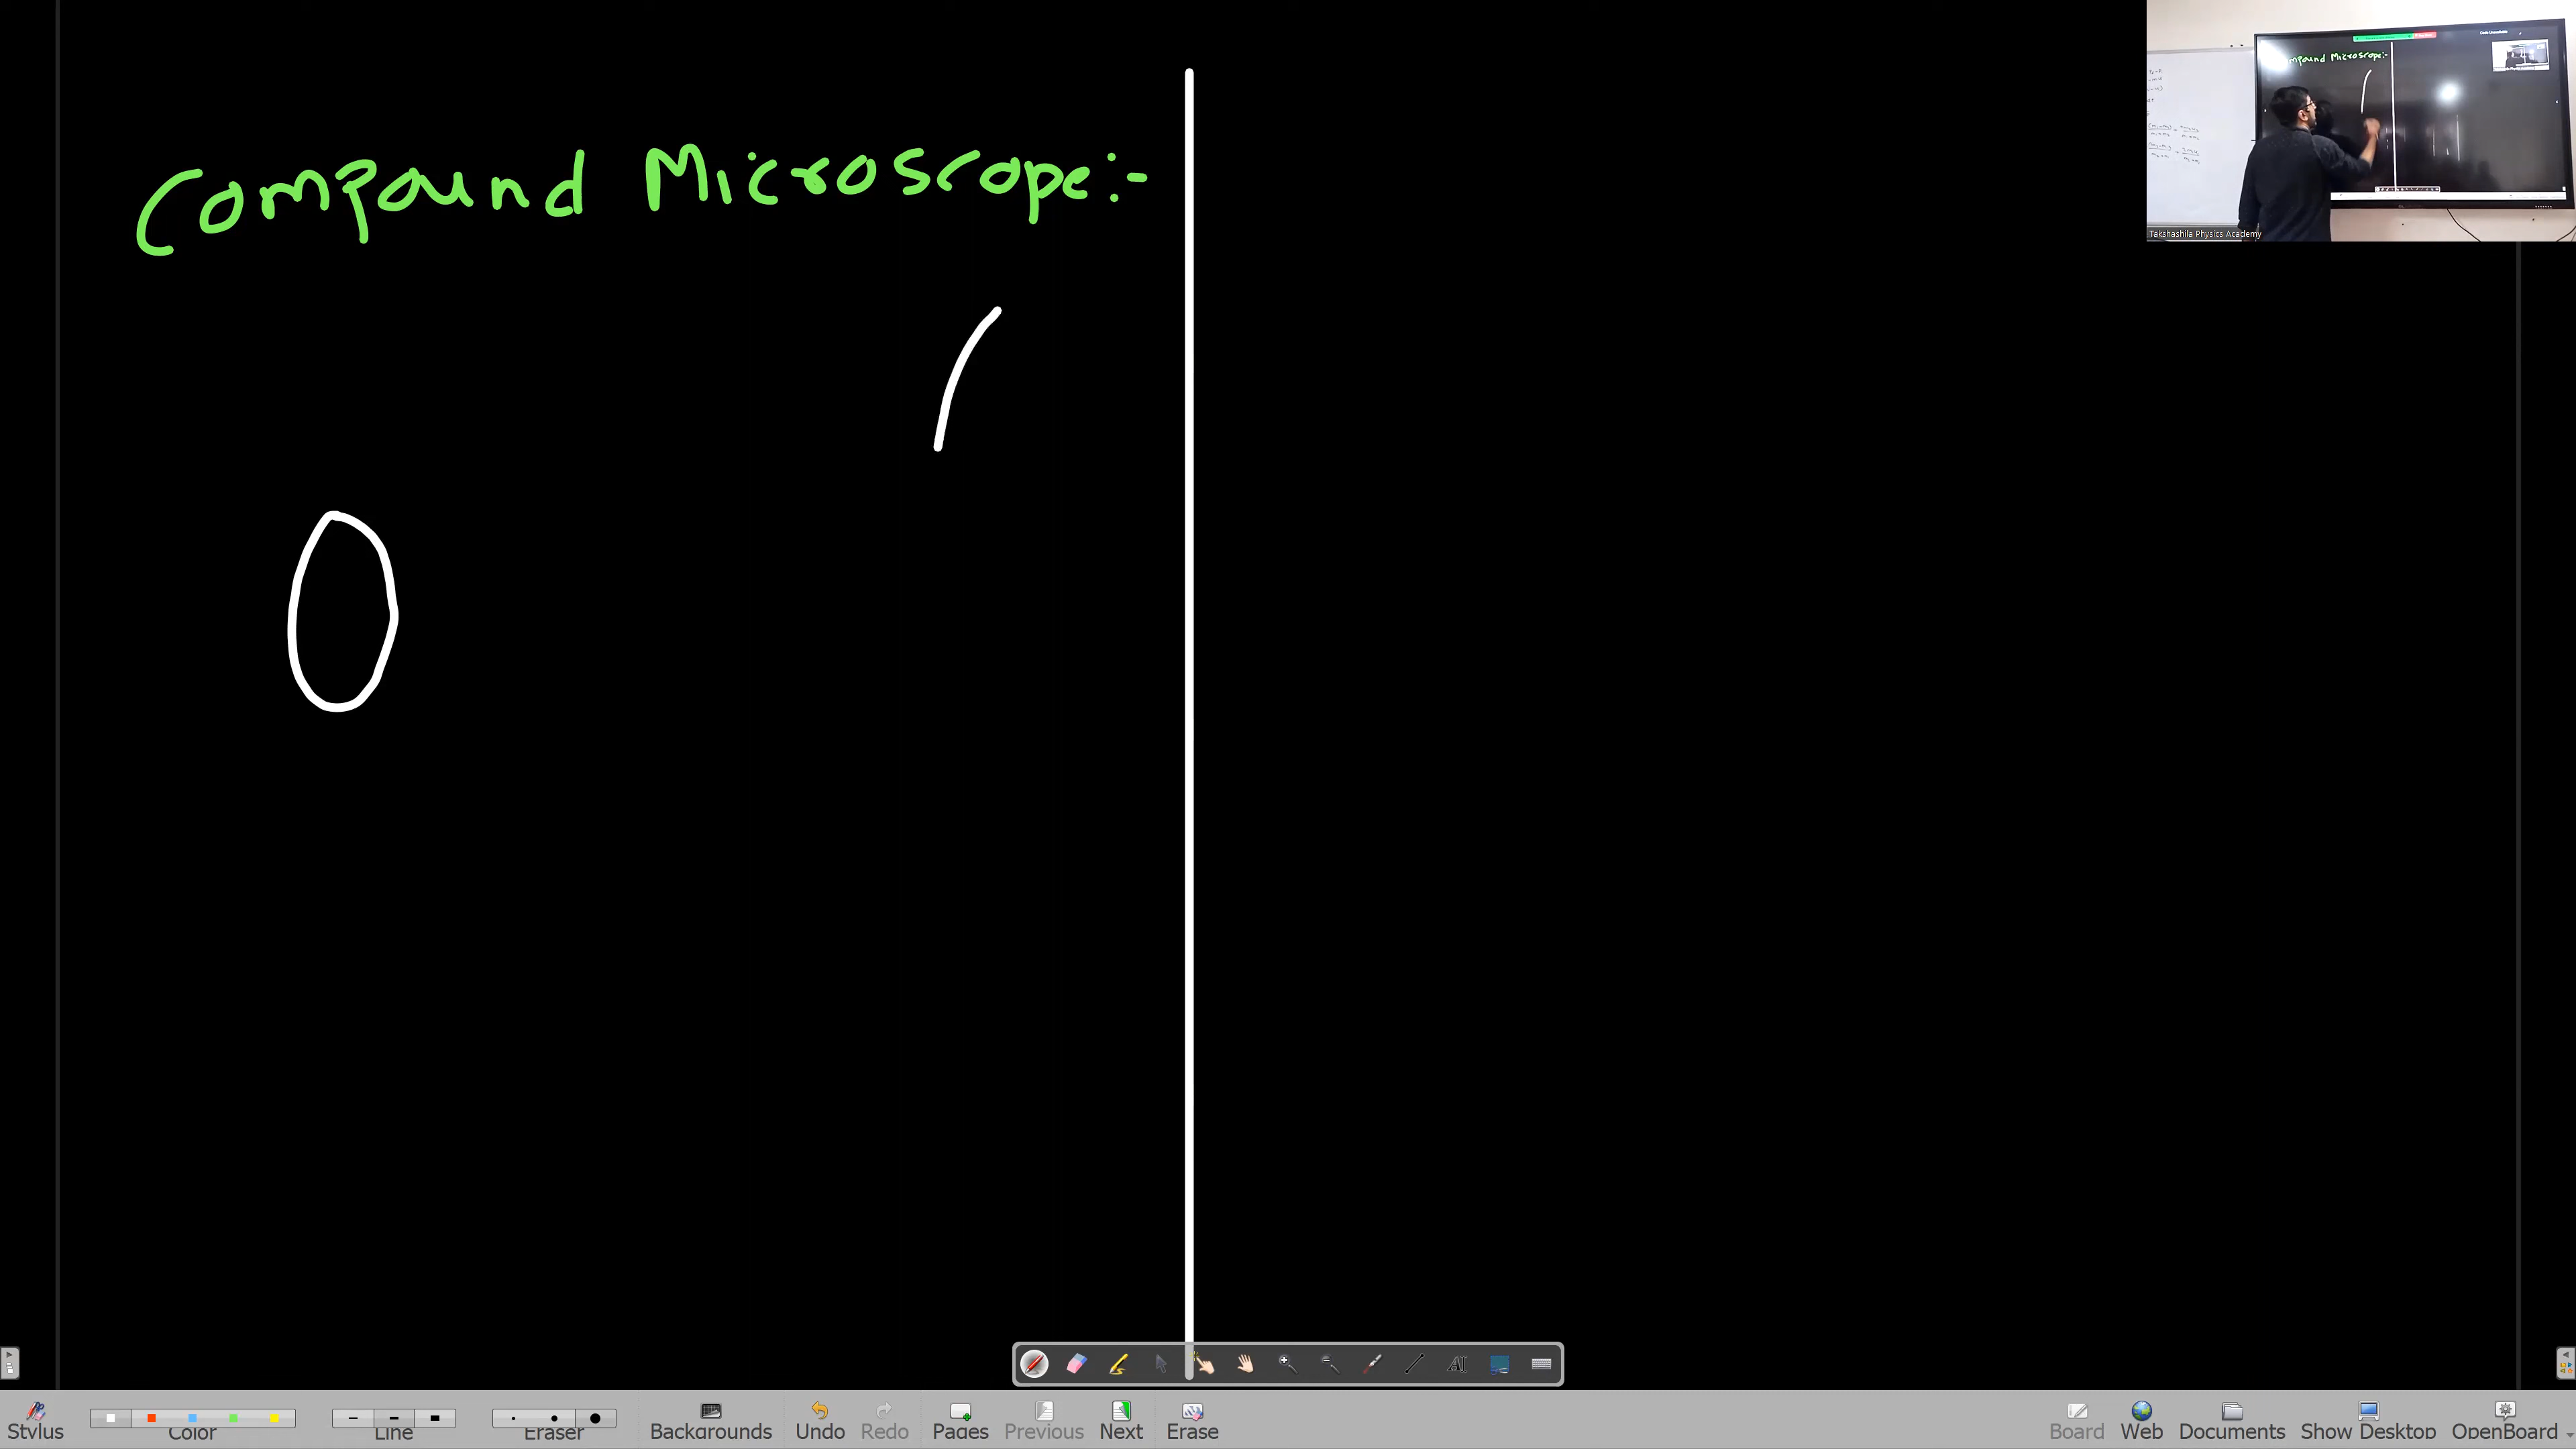 Compound Microscope:-
Takshashila Physics Academy
Stylus
Color
Line
Eraser
Backgrounds
Undo
Redo
Pages
Previous
Next
Erase
Board
Web
Documents
Show Desktop
OpenBoard